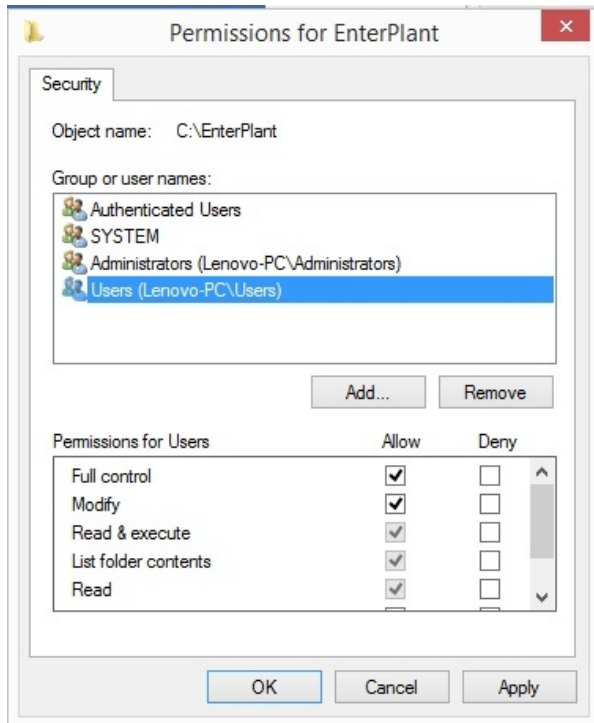 Permissions for EnterPlant
Security
Object name: C:\EnterPlant
Group or user names:
Authenticated Users
SYSTEM
Administrators (Lenovo-PC\Administrators)
Users (Lenovo-PC\Users)
Add... Remove
Permissions for Users Allow Deny
Full control
Modify
Read & execute
List folder contents
Read
OK Cancel Apply